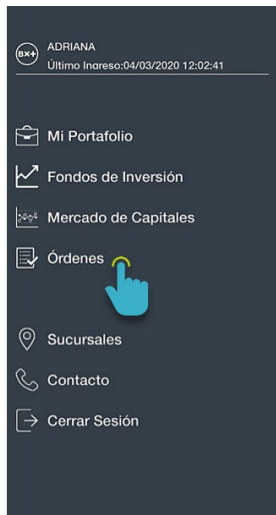 BX+
ADRIANA
Último Ingreso:04/03/2020 12:02:41
Mi Portafolio
Fondos de Inversión
Mercado de Capitales
Órdenes
Sucursales
Contacto
Cerrar Sesión